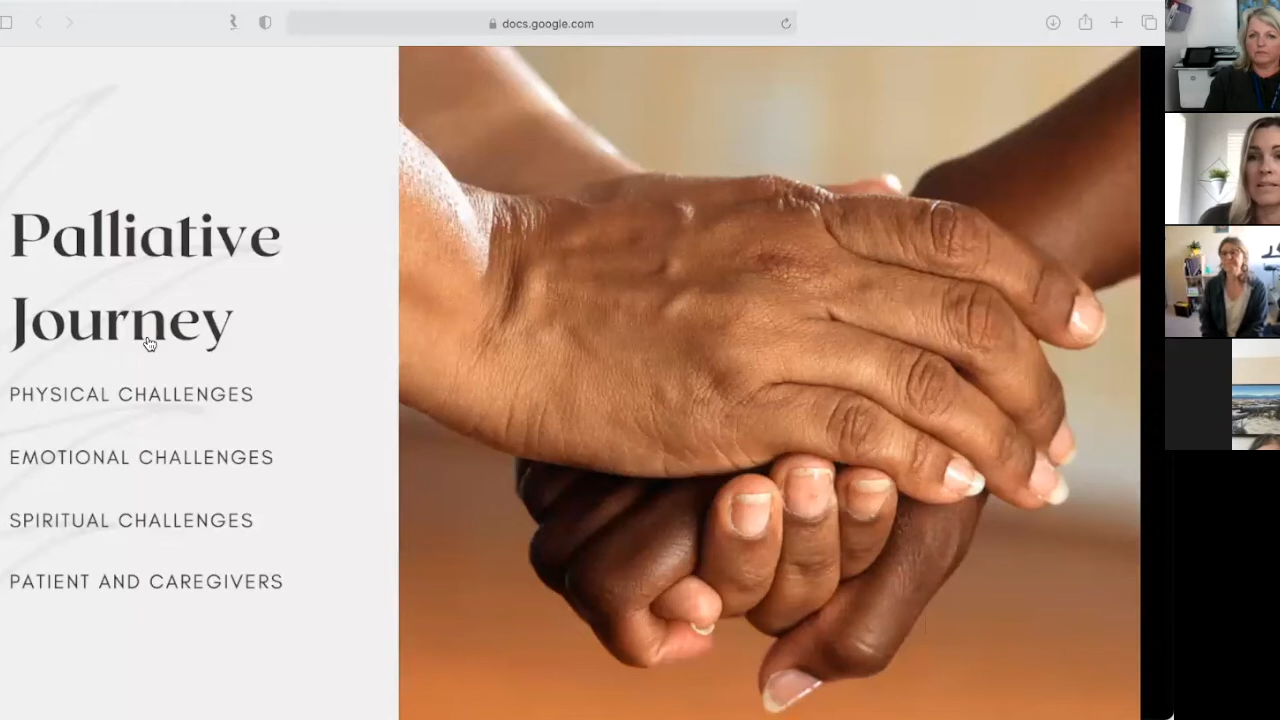 docs.google.com
Palliative
Journey
PHYSICAL CHALLENGES
EMOTIONAL CHALLENGES
SPIRITUAL CHALLENGES
PATIENT AND CAREGIVERS